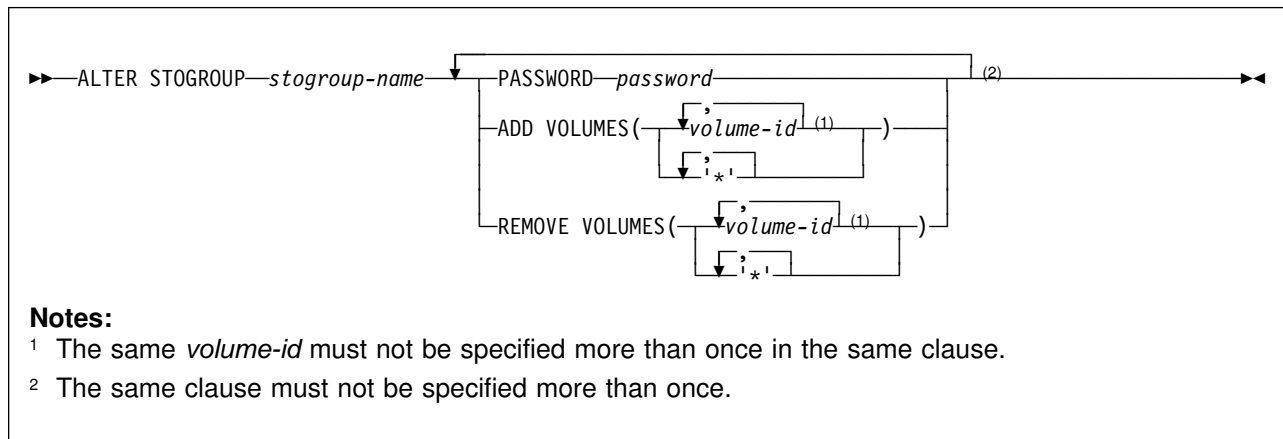 ALTER STOGROUP stogroup-name PASSWORD password (2)
,
ADD VOLUMES( volume-id (1) )
,
'*'
,
REMOVE VOLUMES( volume-id (1) )
,
'*'
Notes:
1 The same volume-id must not be specified more than once in the same clause.
2 The same clause must not be specified more than once.